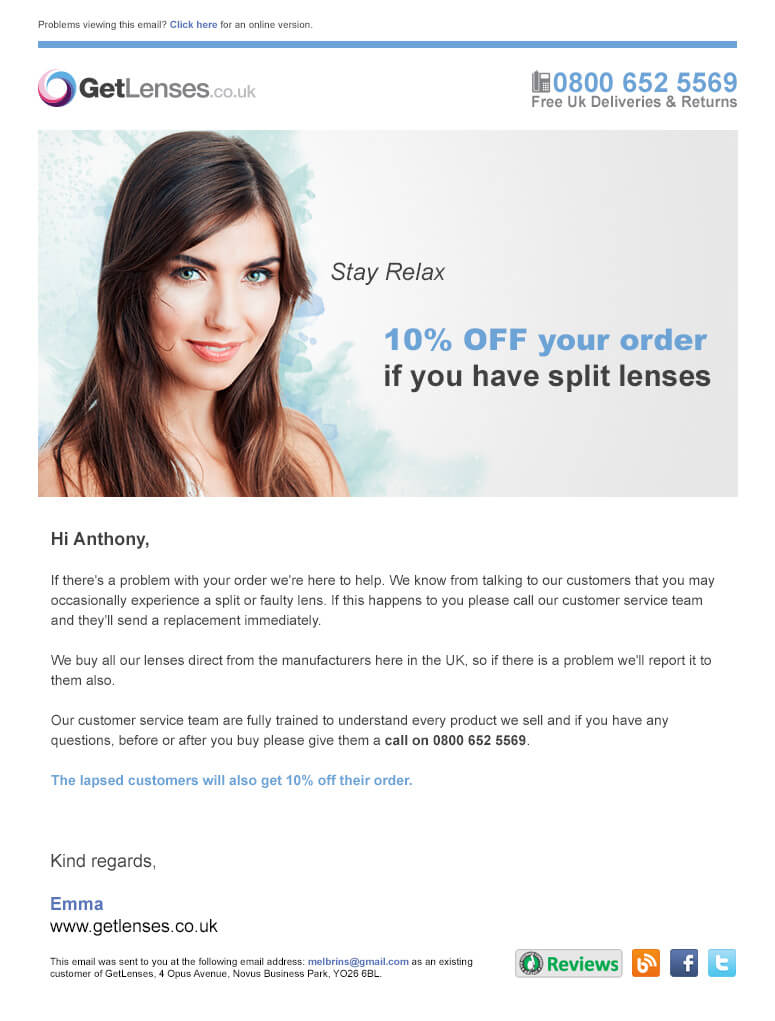 Problems viewing this email? Click here for an online version.
GetLenses.co.uk
0800 652 5569
Free Uk Deliveries & Returns
Stay Relax
10% OFF your order
if you have split lenses
Hi Anthony,
If there's a problem with your order we're here to help. We know from talking to our customers that you may
occasionally experience a split or faulty lens. If this happens to you please call our customer service team
and they'll send a replacement immediately.
We buy all our lenses direct from the manufacturers here in the UK, so if there is a problem we'll report it to
them also.
Our customer service team are fully trained to understand every product we sell and if you have any
questions, before or after you buy please give them a call on 0800 652 5569.
The lapsed customers will also get 10% off their order.
Kind regards,
Emma
www.getlenses.co.uk
This email was sent to you at the following email address: melbrins@gmail.com as an existing
customer of GetLenses, 4 Opus Avenue, Novus Business Park, YO26 6BL.
Reviews